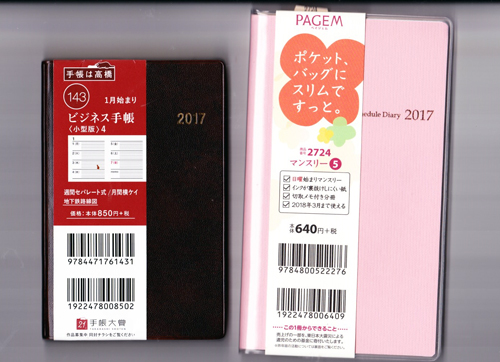 手帳は高橋
143
1月始まり
ビジネス手帳
〈小型版〉4
週間セパレート式/月間横ケイ
地下鉄路線図
価格:本体850円+税
9784471761431
1922478008502
21 手帳大賞
作品募集中
2017
PAGEM
ポケット、
バッグに
スリムで
すっと。
2724
マンスリー 5
日曜始まりマンスリー
インクが裏抜けしにくい紙
切取メモ付き分冊
2018年3月まで使える
本体 640円+税
9784800522276
1922478006409
この1冊からできること
chedule Diary 2017